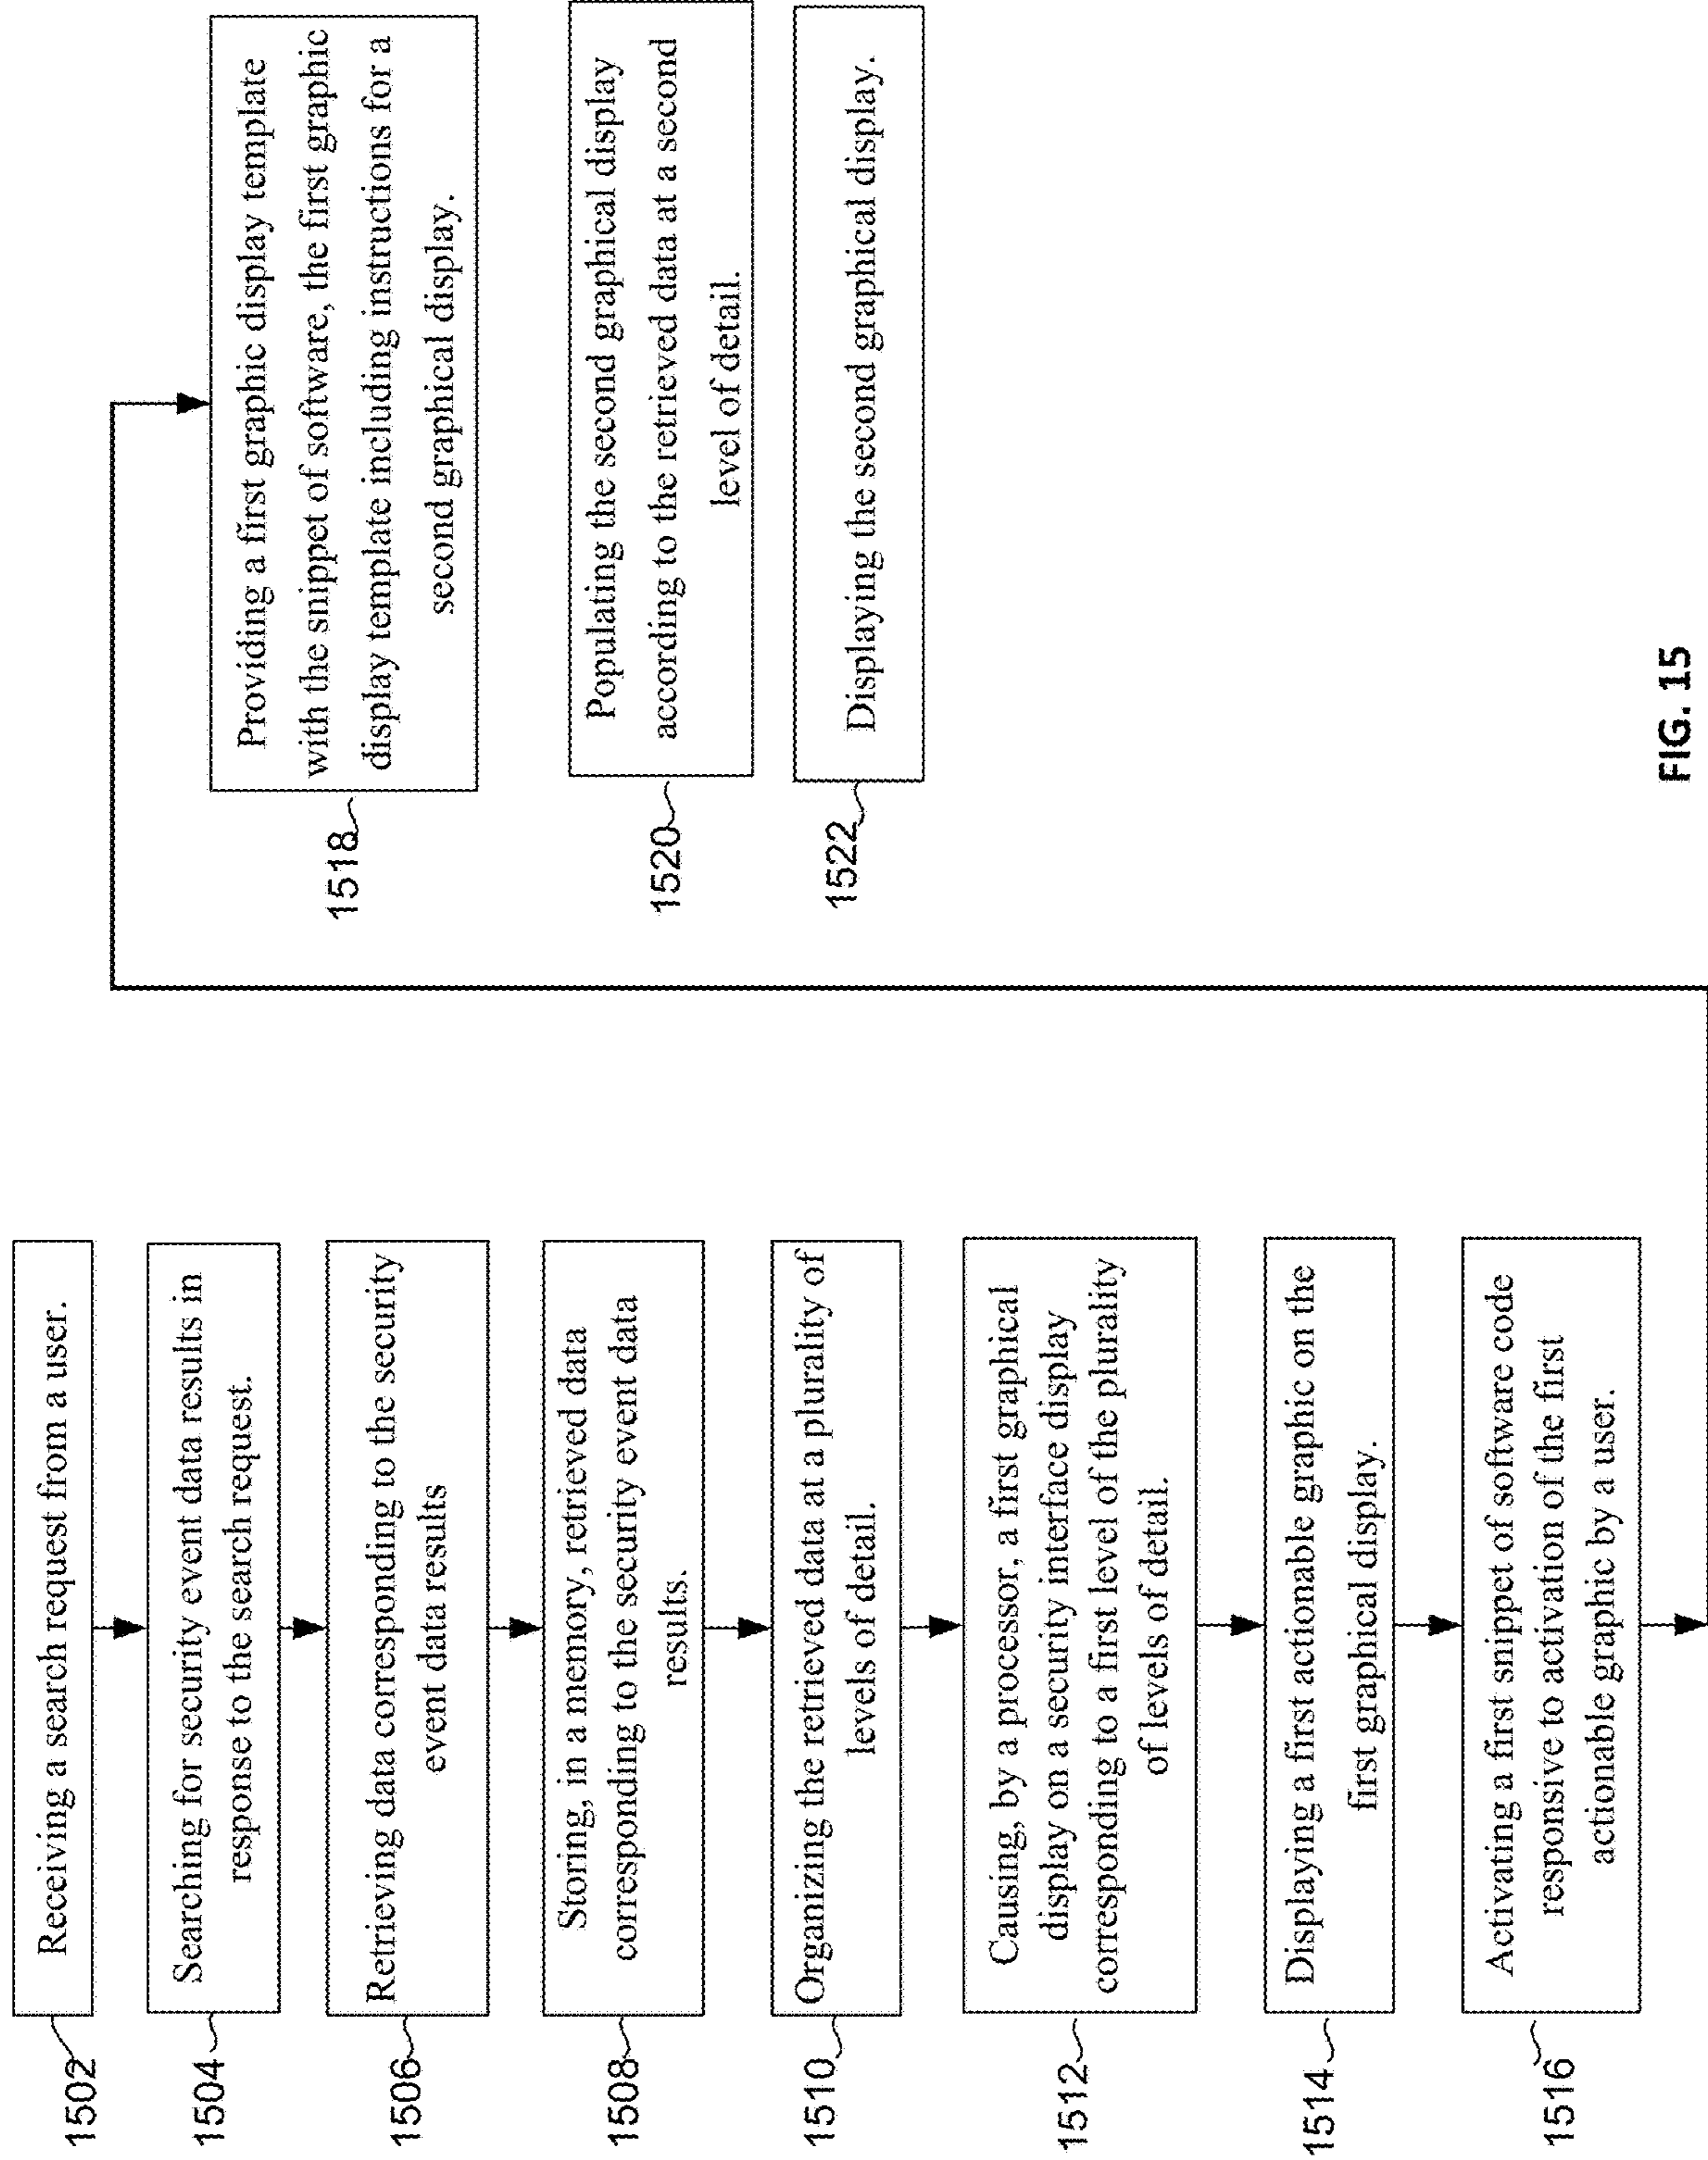 1502
Receiving a search request from a user.
1504
Searching for security event data results in
response to the search request.
1506
Retrieving data corresponding to the security
event data results
1508
Storing, in a memory, retrieved data
corresponding to the security event data
results.
1510
Organizing the retrieved data at a plurality of
levels of detail.
1512
Causing, by a processor, a first graphical
display on a security interface display
corresponding to a first level of the plurality
of levels of detail.
1514
Displaying a first actionable graphic on the
first graphical display.
1516
Activating a first snippet of software code
responsive to activation of the first
actionable graphic by a user.
1518
Providing a first graphic display template
with the snippet of software, the first graphic
display template including instructions for a
second graphical display.
1520
Populating the second graphical display
according to the retrieved data at a second
level of detail.
1522
Displaying the second graphical display.
FIG. 15